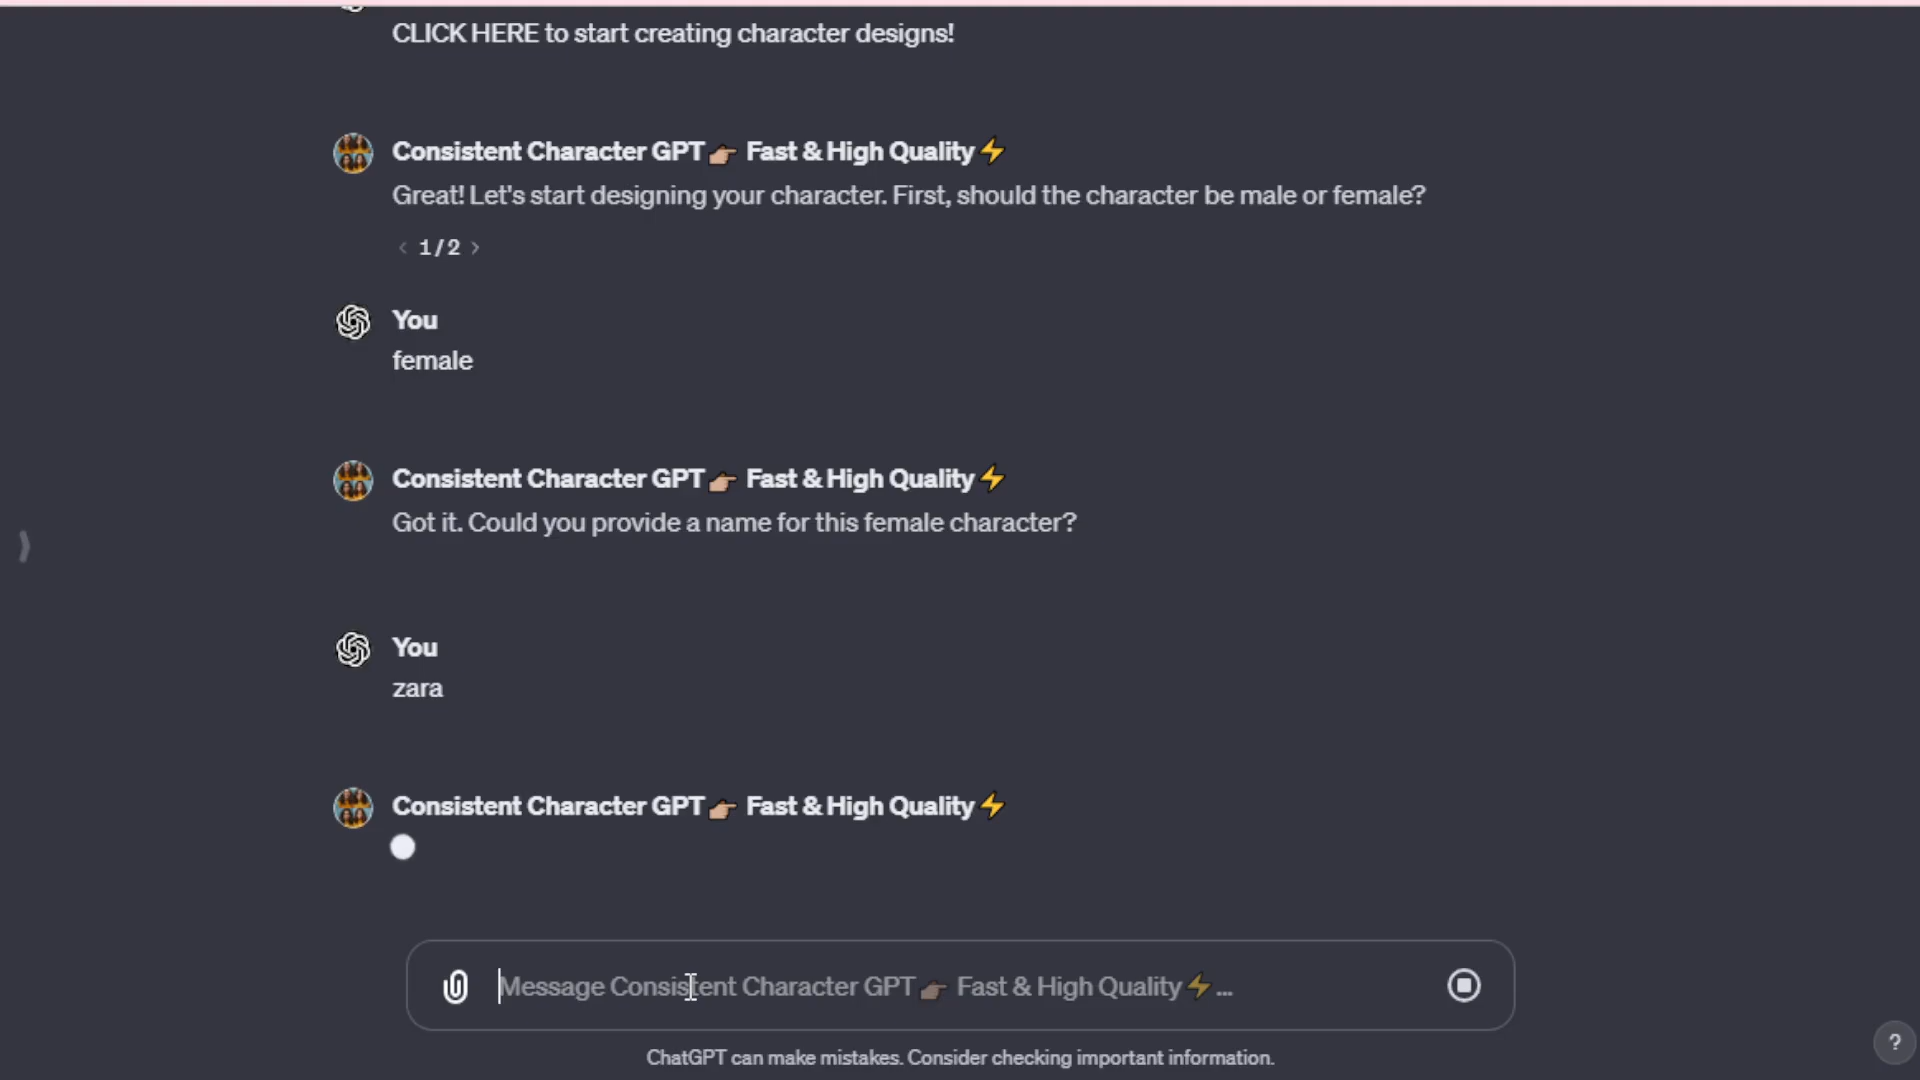 CLICK HERE to start creating character designs!
Consistent Character GPT👉🏼 Fast & High Quality⚡
Great! Let's start designing your character. First, should the character be male or female?
< 1/2 >
You
female
Consistent Character GPT👉🏼 Fast & High Quality⚡
Got it. Could you provide a name for this female character?
You
zara
Consistent Character GPT👉🏼 Fast & High Quality⚡
Message Consistent Character GPT👉🏼 Fast & High Quality⚡...
ChatGPT can make mistakes. Consider checking important information.
?